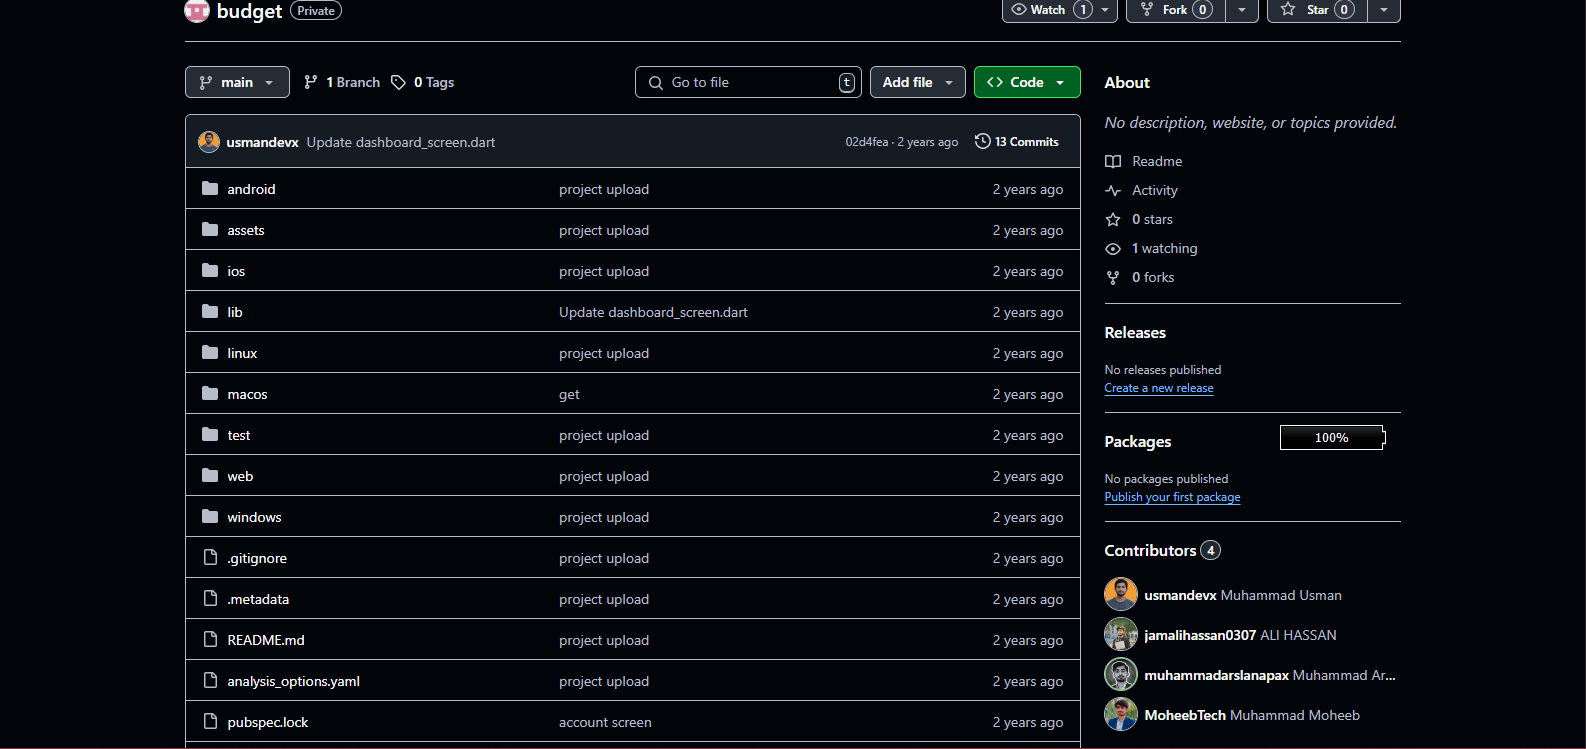 budget Private Watch 1 Fork 0 Star 0
main 1 Branch 0 Tags Go to file t Add file Code
usmandevx Update dashboard_screen.dart 02d4fea · 2 years ago 13 Commits
android project upload 2 years ago
assets project upload 2 years ago
ios project upload 2 years ago
lib Update dashboard_screen.dart 2 years ago
linux project upload 2 years ago
macos get 2 years ago
test project upload 2 years ago
web project upload 2 years ago
windows project upload 2 years ago
.gitignore project upload 2 years ago
.metadata project upload 2 years ago
README.md project upload 2 years ago
analysis_options.yaml project upload 2 years ago
pubspec.lock account screen 2 years ago
About
No description, website, or topics provided.
Readme
Activity
0 stars
1 watching
0 forks
Releases
No releases published
Create a new release
Packages
100%
No packages published
Publish your first package
Contributors 4
usmandevx Muhammad Usman
jamalihassan0307 ALI HASSAN
muhammadarslanapax Muhammad Ar...
MoheebTech Muhammad Moheeb